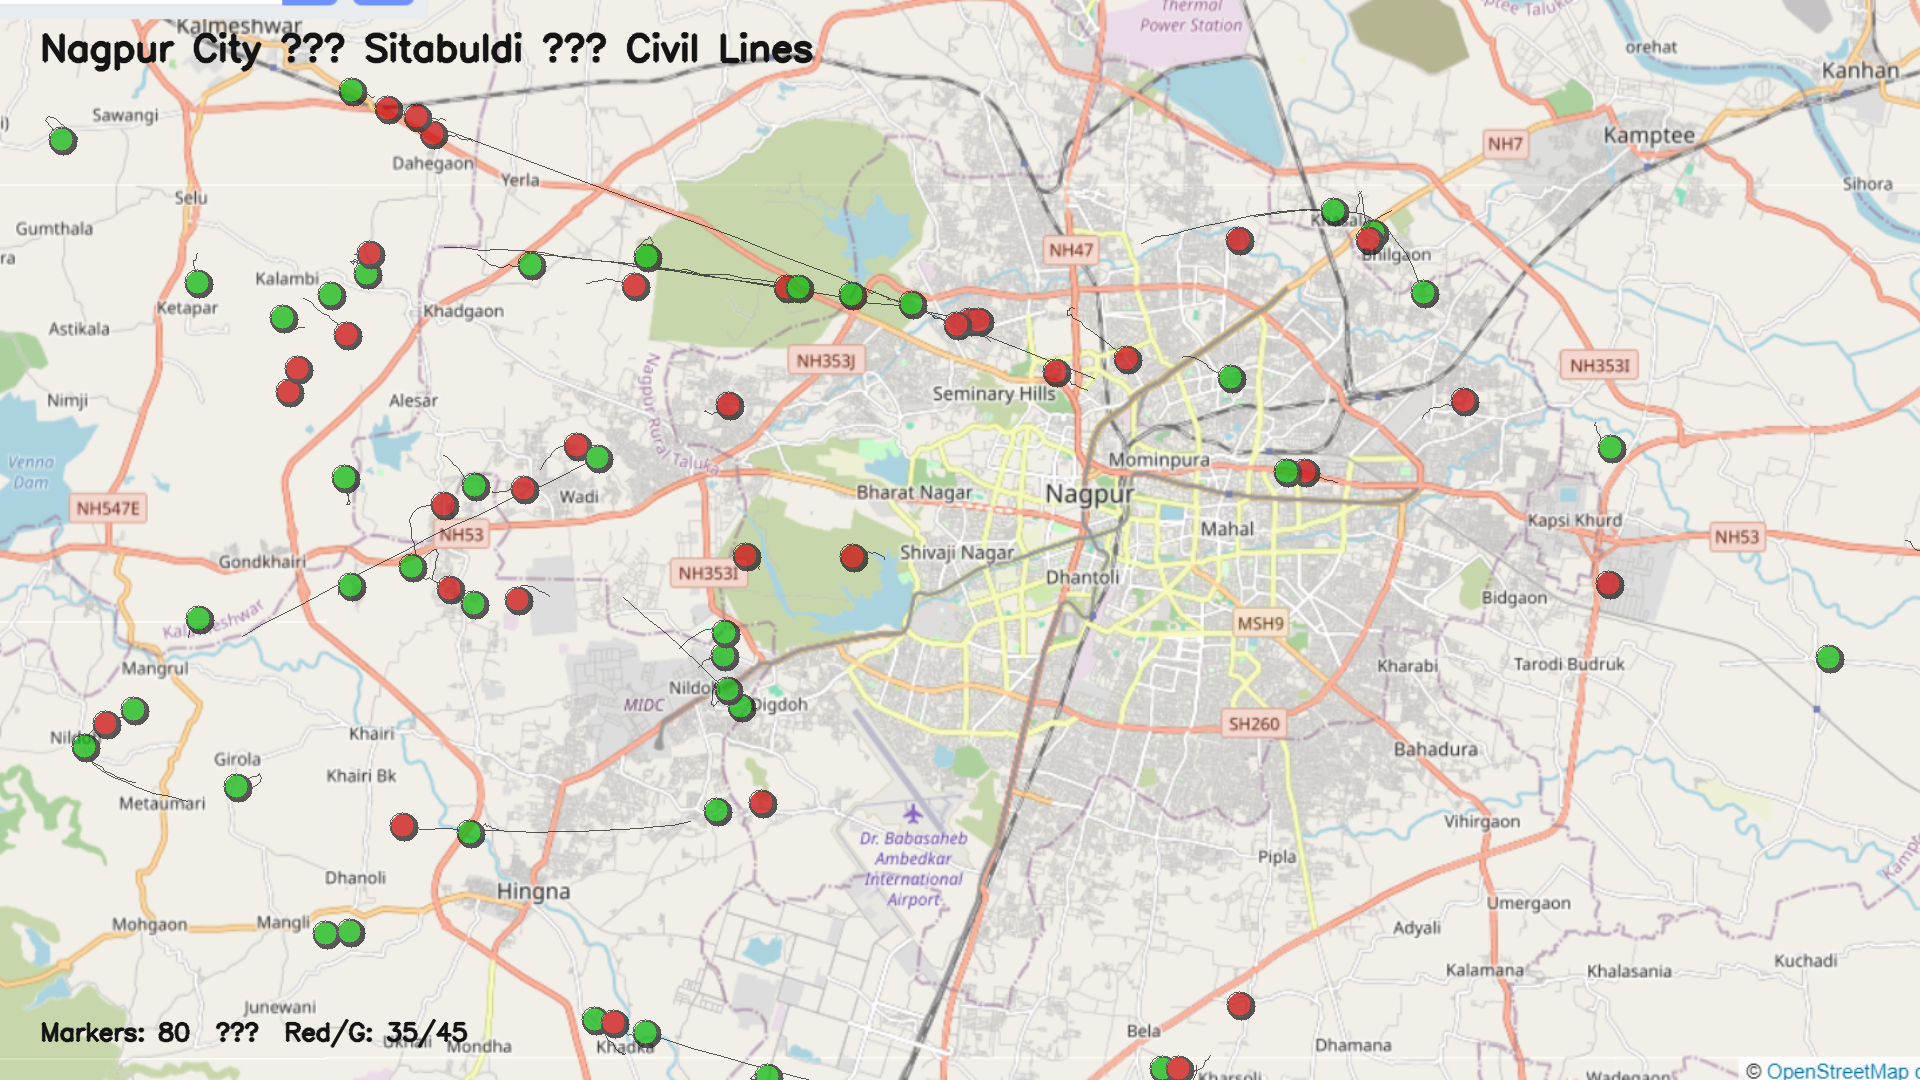 Kalmeshwar
Nagpur City ??? Sitabuldi ??? Civil Lines
Thermal
Power Station
orehat
Kanhan
Sawangi
Kamptee
NH7
Dahegaon
Yerla
Sihora
Selu
Gumthala
NH47
Bhilgaon
Kalambi
Ketapar
Khadgaon
Astikala
NH353J
NH353I
Seminary Hills
Nimji
Alesar
Nagpur Rural Taluka
Venna
Dam
Mominpura
Wadi
Bharat Nagar
Nagpur
NH547E
Kapsi Khurd
Mahal
NH53
NH53
Gondkhairi
Shivaji Nagar
NH353I
Dhantoli
Bidgaon
MSH9
Mangrul
Kharabi
Tarodi Budruk
MIDC
Digdoh
SH260
Khairi
Bahadura
Girola
Khairi Bk
Metaumari
Vihirgaon
Dr. Babasaheb
Ambedkar
International
Airport
Pipla
Dhanoli
Hingna
Umergaon
Mohgaon
Mangli
Adyali
Kalamana
Khalasania
Kuchadi
Junewani
Markers: 80 ??? Red/G: 35/45
Bela
Mondha
Khadka
Dhamana
Kharsoli
Wadegaon
© OpenStreetMap c